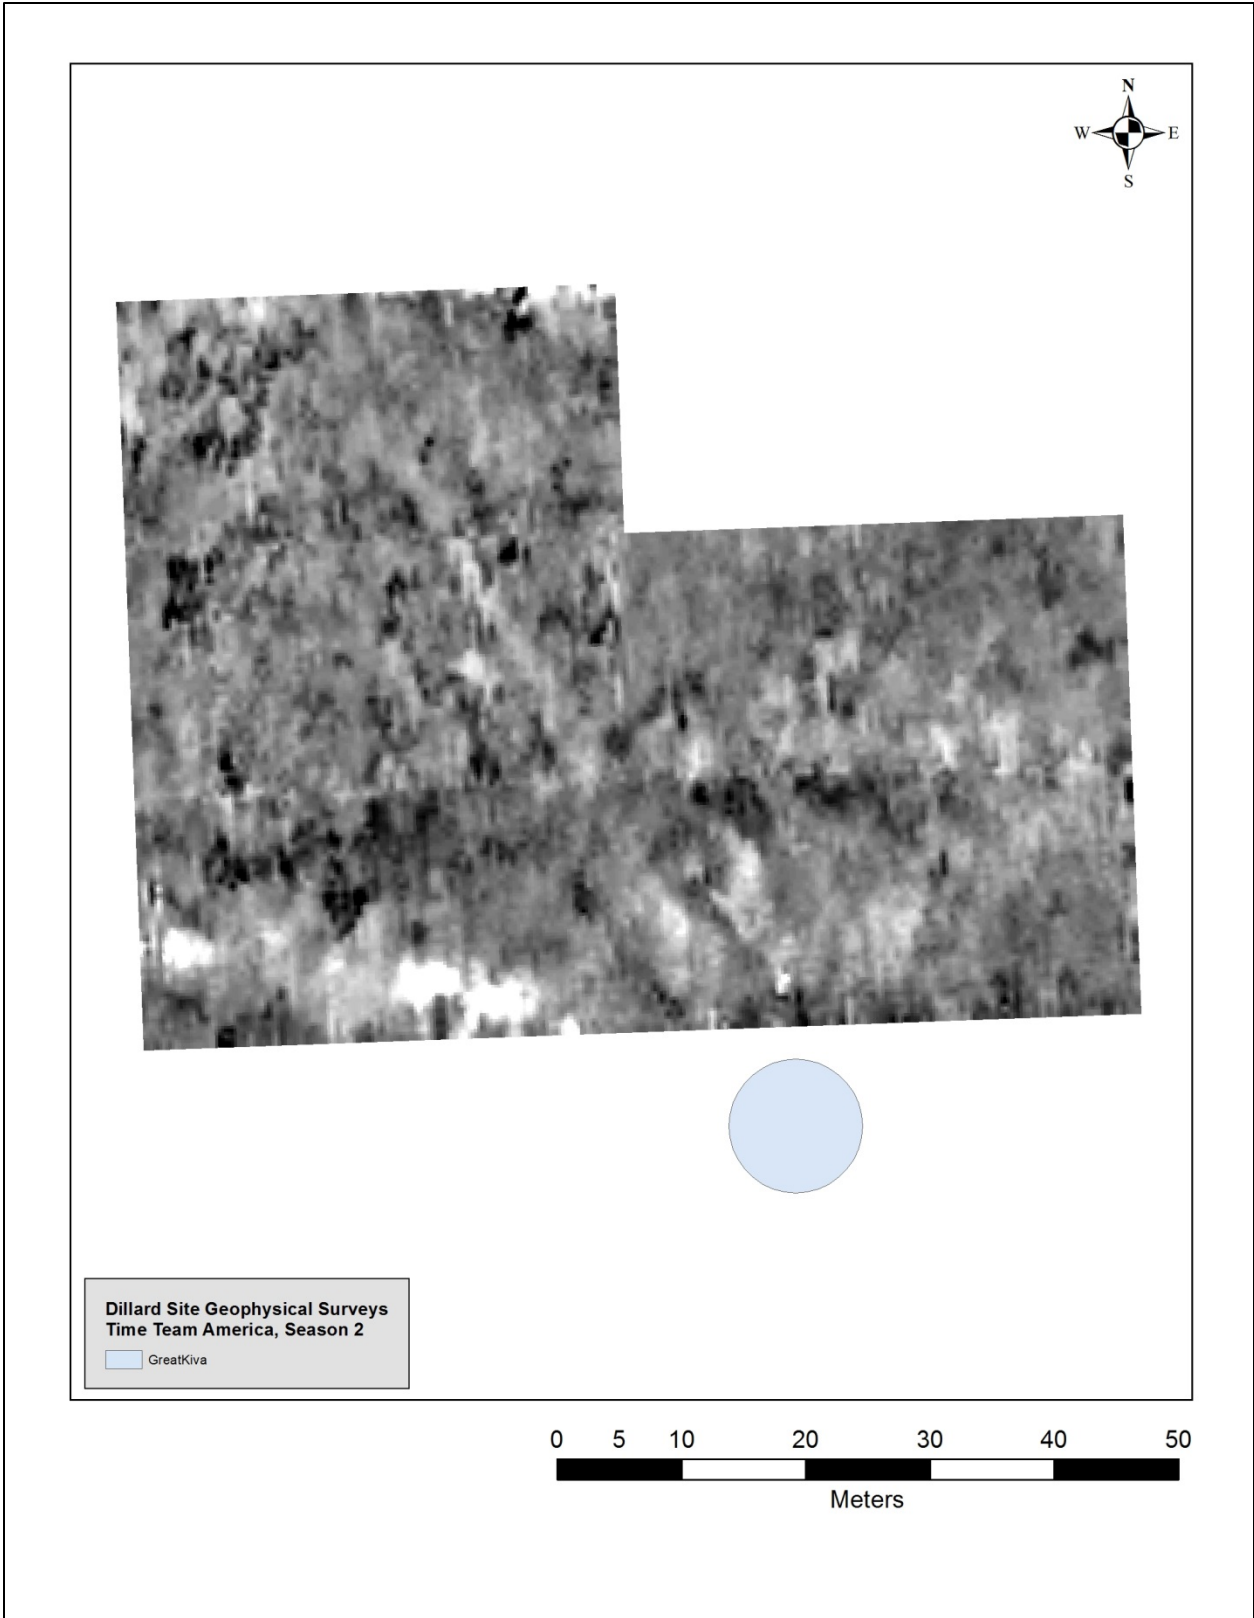 N
W E
S
Dillard Site Geophysical Surveys
Time Team America, Season 2
GreatKiva
0 5 10 20 30 40 50
Meters